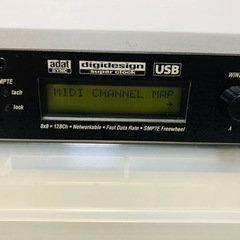 adat digidesign USB
SYNC super clock
MPTE WIND
tach
lock
MIDI CHANNEL MAP
A
8x8 • 128Ch • Networkable • Fast Data Rate • SMPTE Freewheel